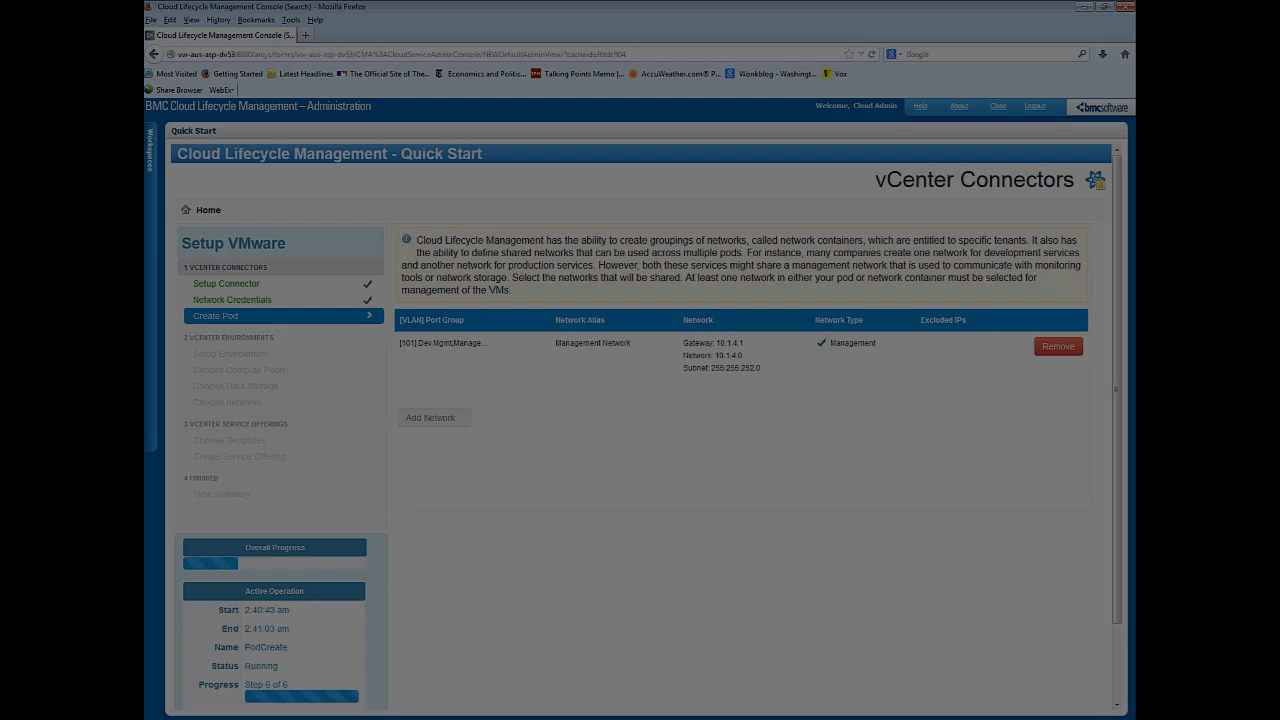 Cloud Lifecycle Management Console (Search) - Mozilla Firefox
File Edit View History Bookmarks Tools Help
Cloud Lifecycle Management Console (S...
vw-aus-asp-dv53:8080/arsys/forms/vw-aus-asp-dv53/
Google
Most Visited Getting Started Latest Headlines The Official Site of The... Economics and Politic... Talking Points Memo |... AccuWeather.com® P... Wonkblog - Washingt... Vox
Share Browser WebEx
BMC Cloud Lifecycle Management – Administration Welcome, Cloud Admin Help About Close Logout bmcsoftware
Workspaces
Quick Start
Cloud Lifecycle Management - Quick Start
vCenter Connectors
Home
Setup VMware
1 VCENTER CONNECTORS
Setup Connector
Network Credentials
Create Pod
2 VCENTER ENVIRONMENTS
Setup Environment
Choose Compute Pools
Choose Data Storage
Choose Networks
3 VCENTER SERVICE OFFERINGS
Choose Templates
Create Service Offering
4 FINISHED
View Summary
Overall Progress
Active Operation
Start 2:40:43 am
End 2:41:03 am
Name PodCreate
Status Running
Progress Step 6 of 6
Cloud Lifecycle Management has the ability to create groupings of networks, called network containers, which are entitled to specific tenants. It also has
the ability to define shared networks that can be used across multiple pods. For instance, many companies create one network for development services
and another network for production services. However, both these services might share a management network that is used to communicate with monitoring
tools or network storage. Select the networks that will be shared. At least one network in either your pod or network container must be selected for
management of the VMs.
[VLAN] Port Group Network Alias Network Network Type Excluded IPs
[101] Dev Mgmt,Manage... Management Network Gateway: 10.1.4.1 Management Remove
Network: 10.1.4.0
Subnet: 255.255.252.0
Add Network